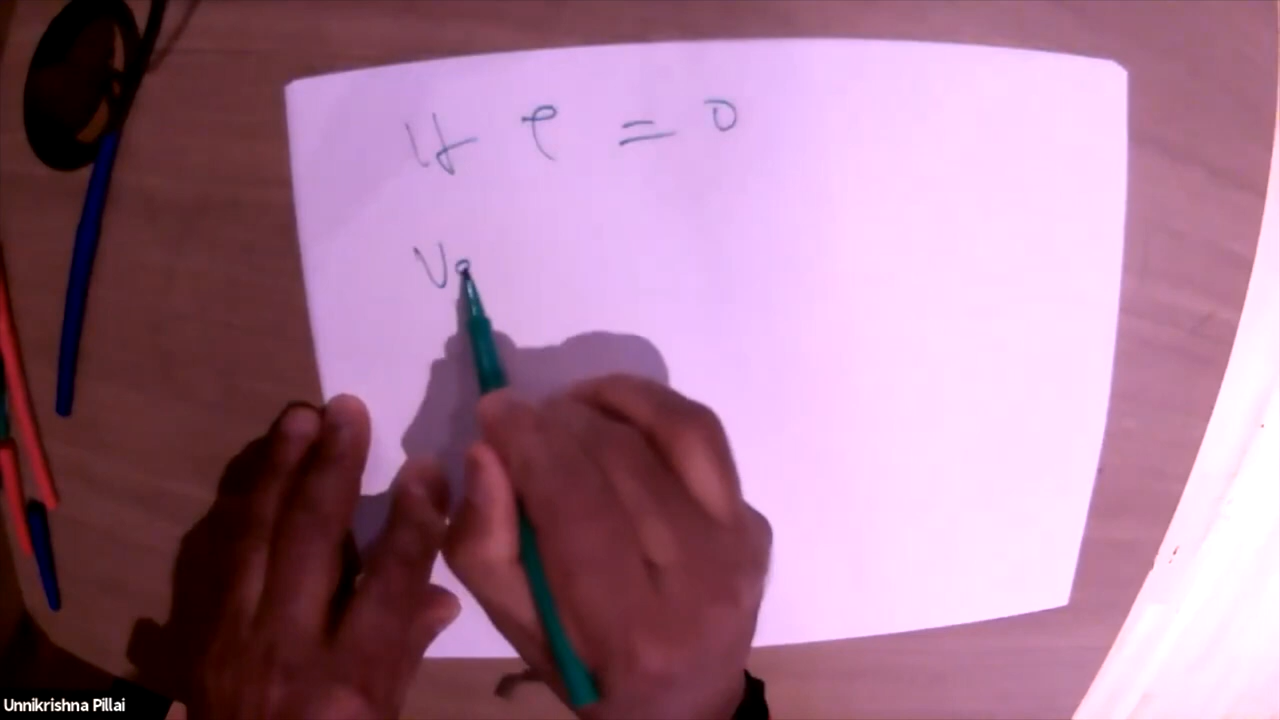 If ρ = 0
Vo
Unnikrishna Pillai